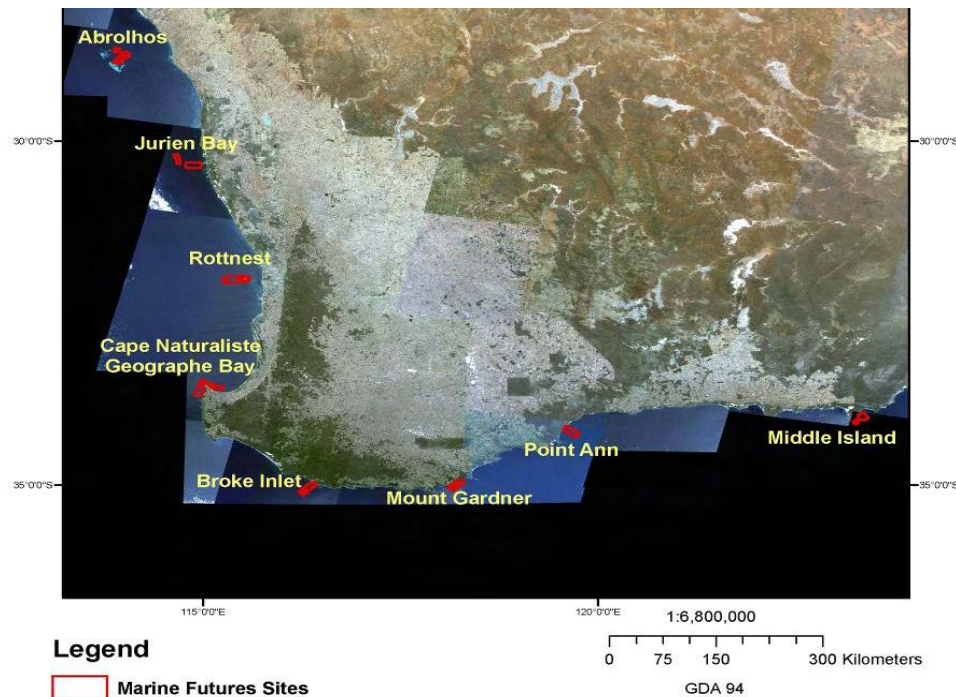 Abrolhos
30°0'0"S
30°0'0"S
Jurien Bay
Rottnest
Cape Naturaliste
Geographe Bay
Middle Island
Point Ann
Broke Inlet
Mount Gardner
35°0'0"S
35°0'0"S
115°0'0"E
120°0'0"E
1:6,800,000
Legend
0 75 150 300 Kilometers
Marine Futures Sites
GDA 94